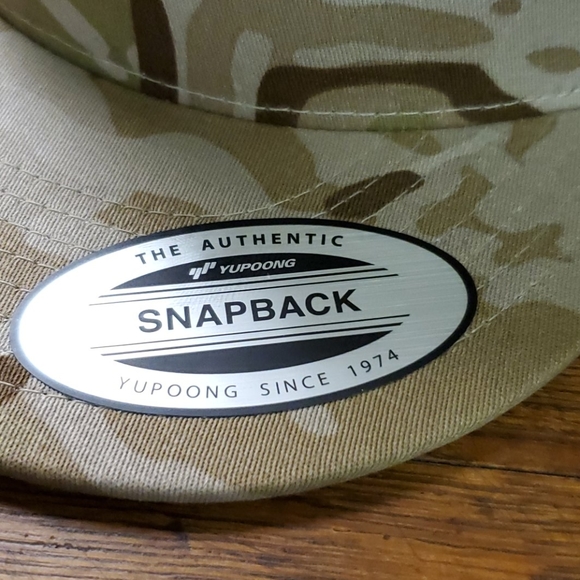 THE AUTHENTIC
YUPOONG
SNAPBACK
YUPOONG SINCE 1974